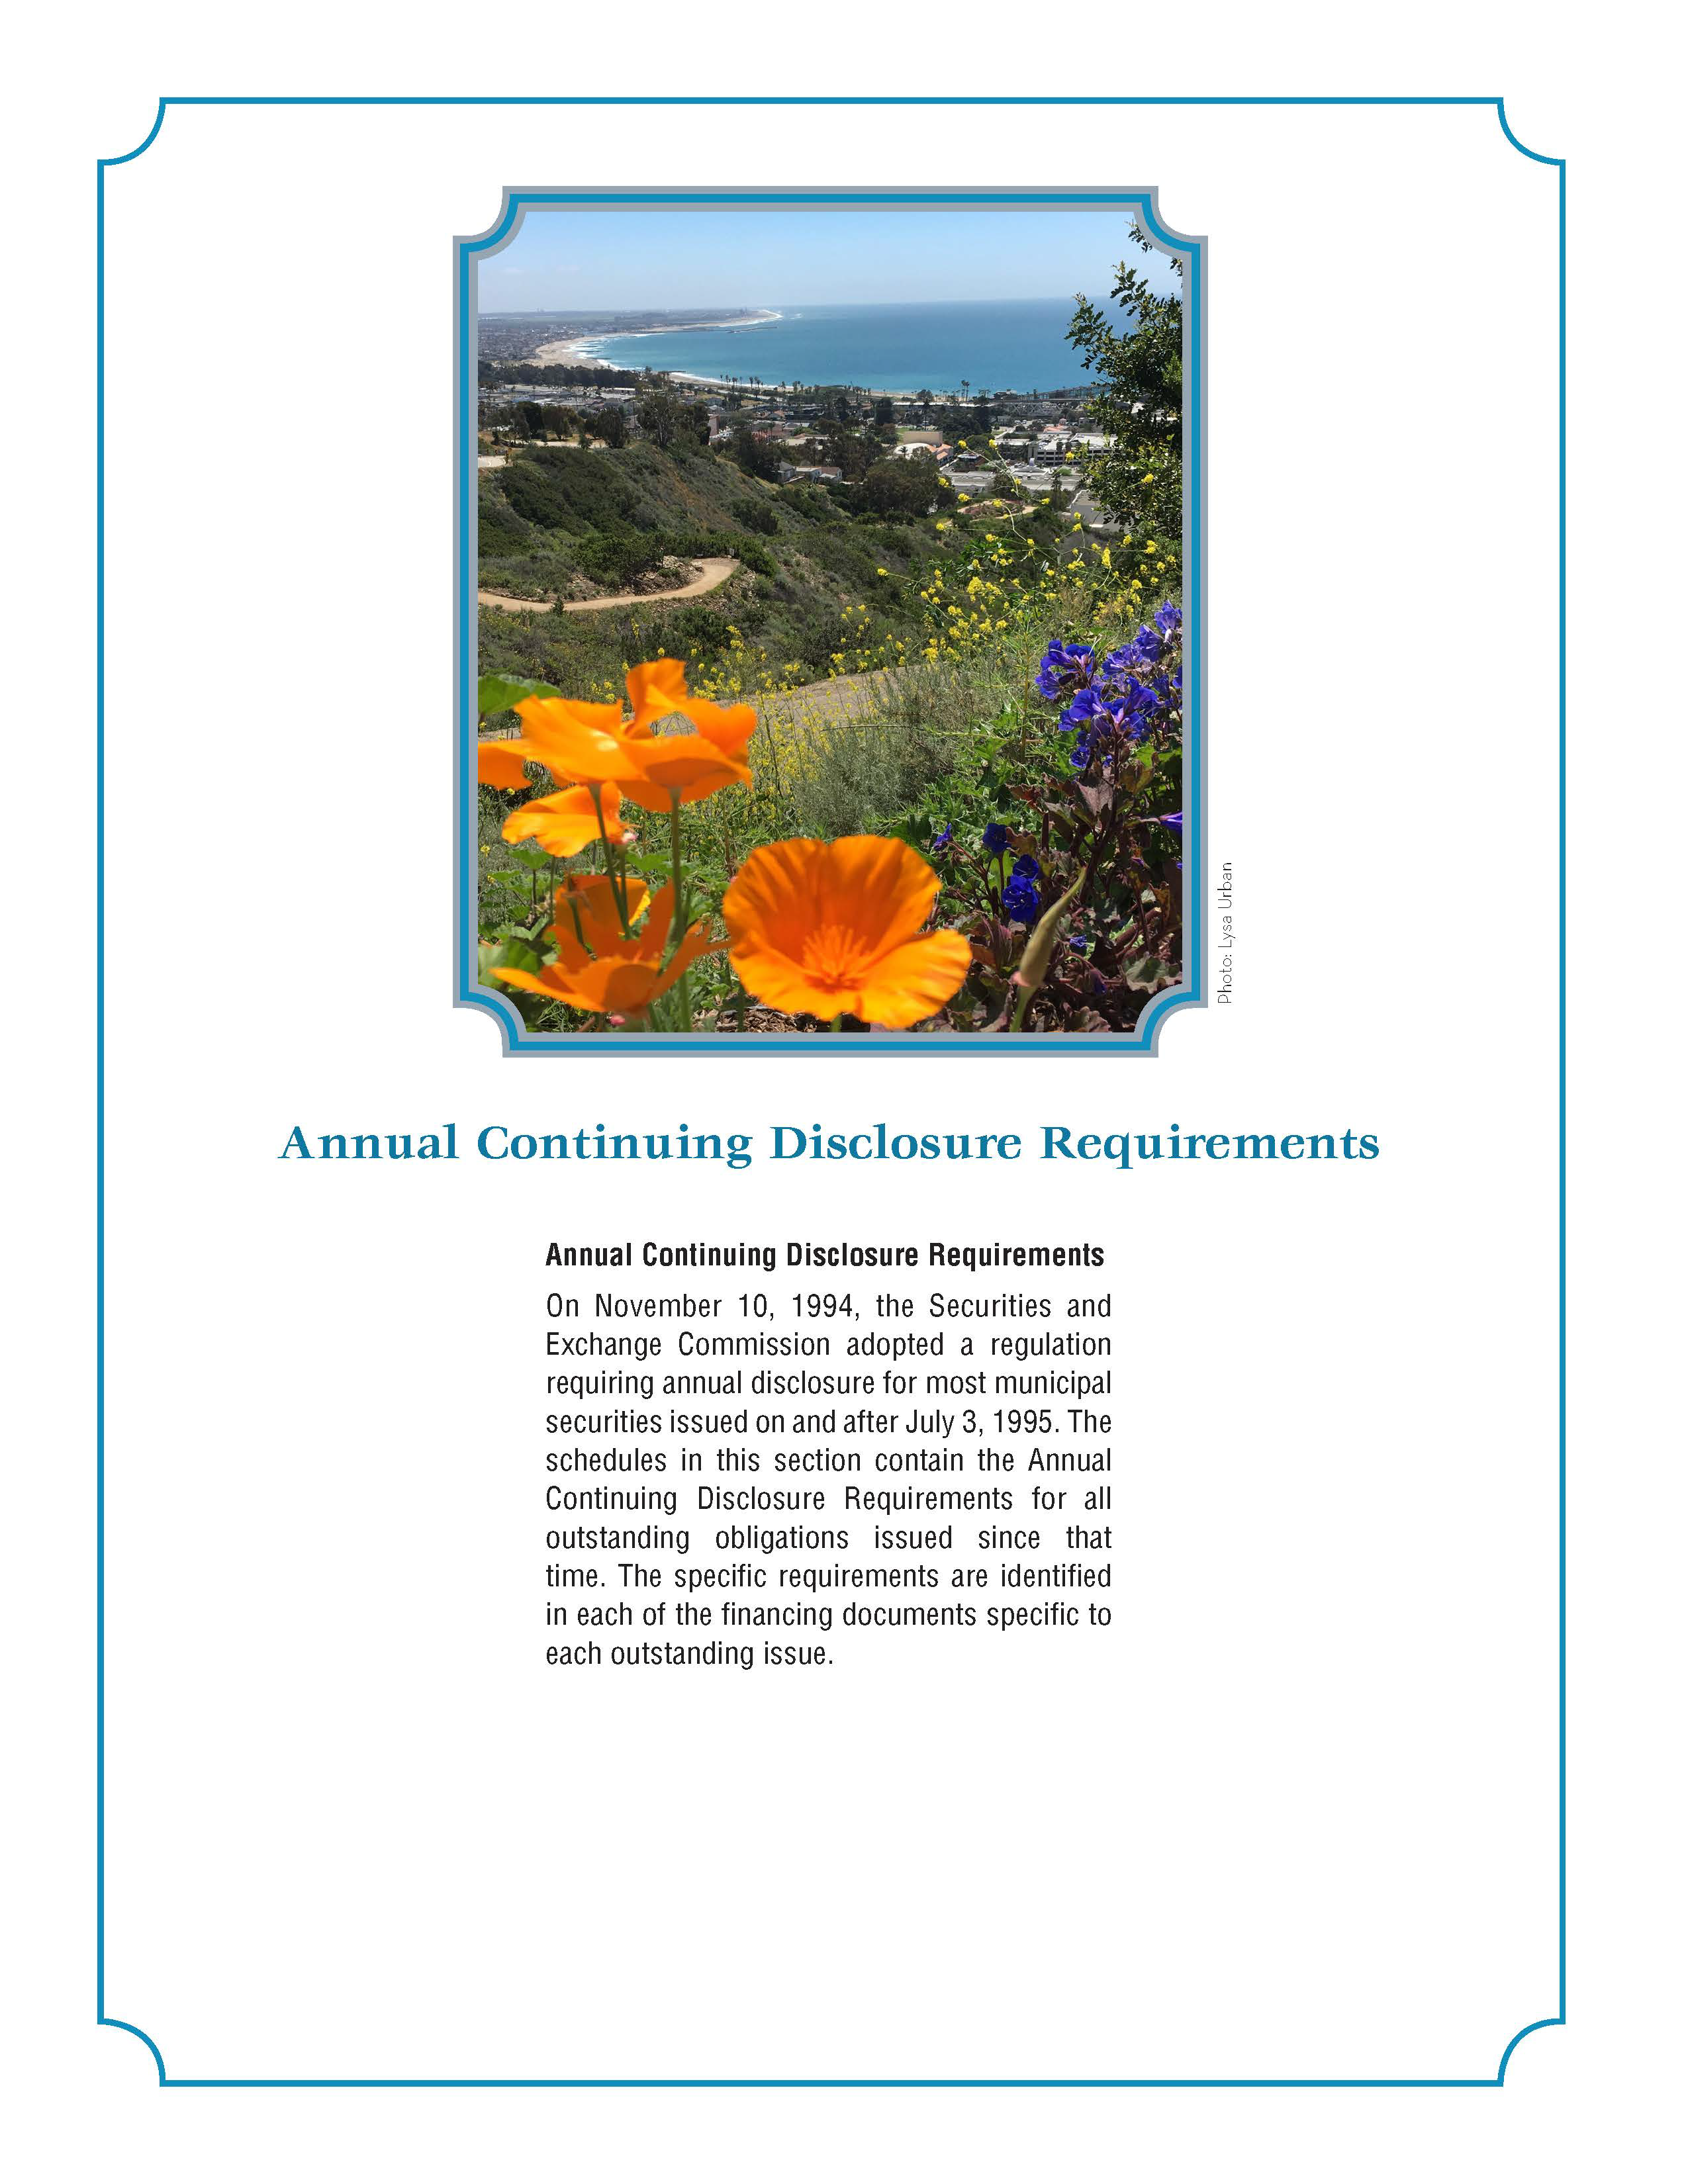 Photo: Lysa Urban
Annual Continuing Disclosure Requirements
Annual Continuing Disclosure Requirements
On November 10, 1994, the Securities and
Exchange Commission adopted a regulation
requiring annual disclosure for most municipal
securities issued on and after July 3, 1995. The
schedules in this section contain the Annual
Continuing Disclosure Requirements for all
outstanding obligations issued since that
time. The specific requirements are identified
in each of the financing documents specific to
each outstanding issue.